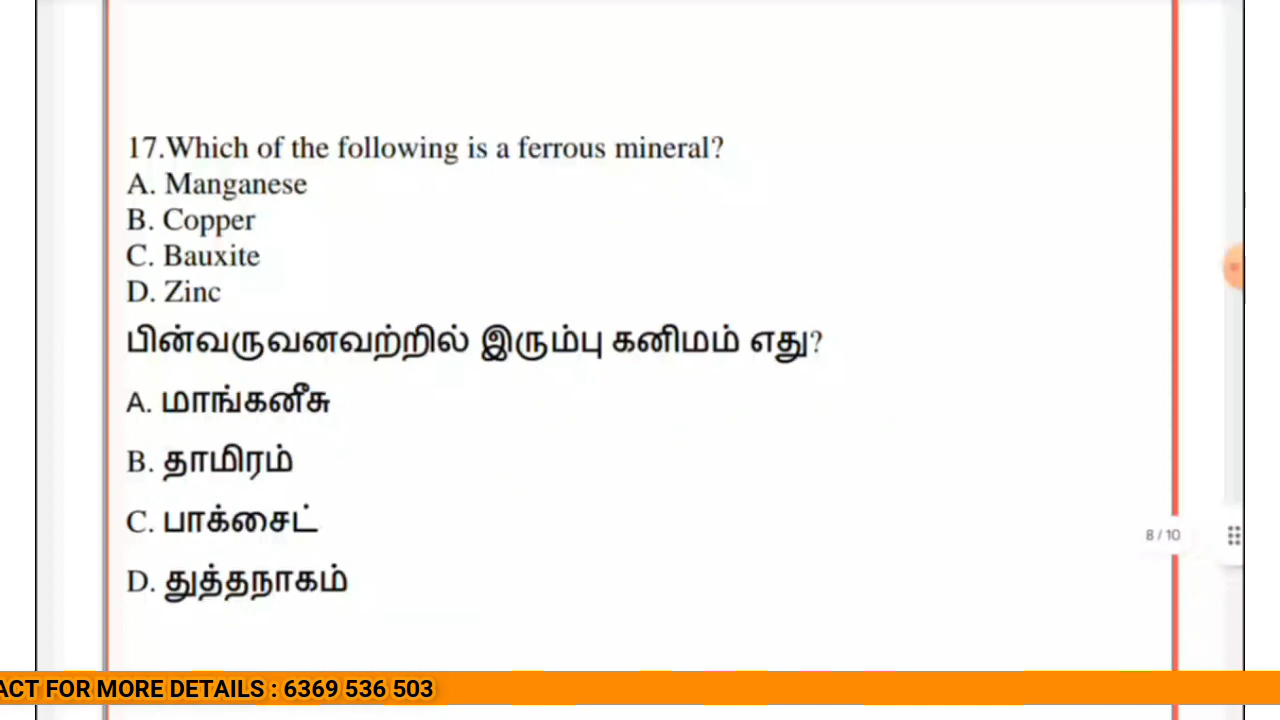 17.Which of the following is a ferrous mineral?
A. Manganese
B. Copper
C. Bauxite
D. Zinc
பின்வருவனவற்றில் இரும்பு கனிமம் எது?
A. மாங்கனீசு
B. தாமிரம்
C. பாக்சைட்
D. துத்தநாகம்
8 / 10
ACT FOR MORE DETAILS : 6369 536 503